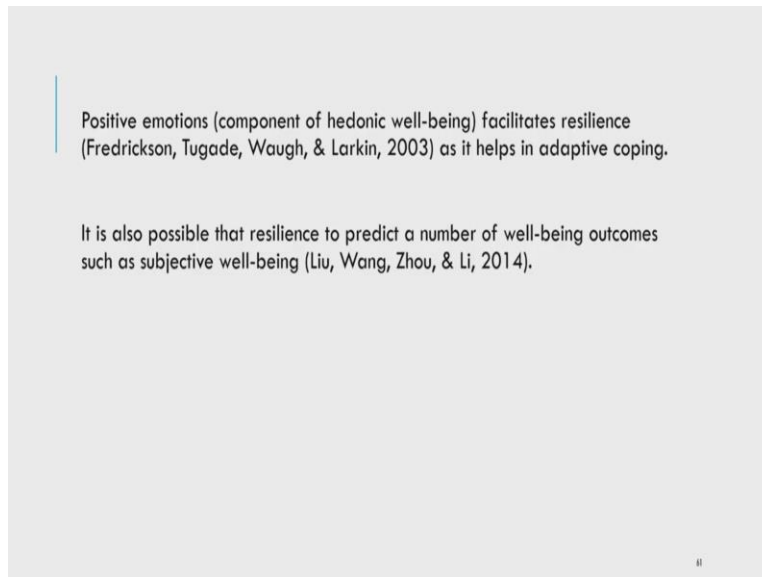 Positive emotions (component of hedonic well-being) facilitates resilience
(Fredrickson, Tugade, Waugh, & Larkin, 2003) as it helps in adaptive coping.
It is also possible that resilience to predict a number of well-being outcomes
such as subjective well-being (Liu, Wang, Zhou, & Li, 2014).
61